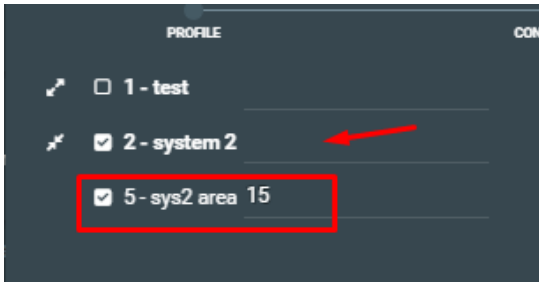 PROFILE CON
1 - test
2 - system 2
5 - sys2 area 15